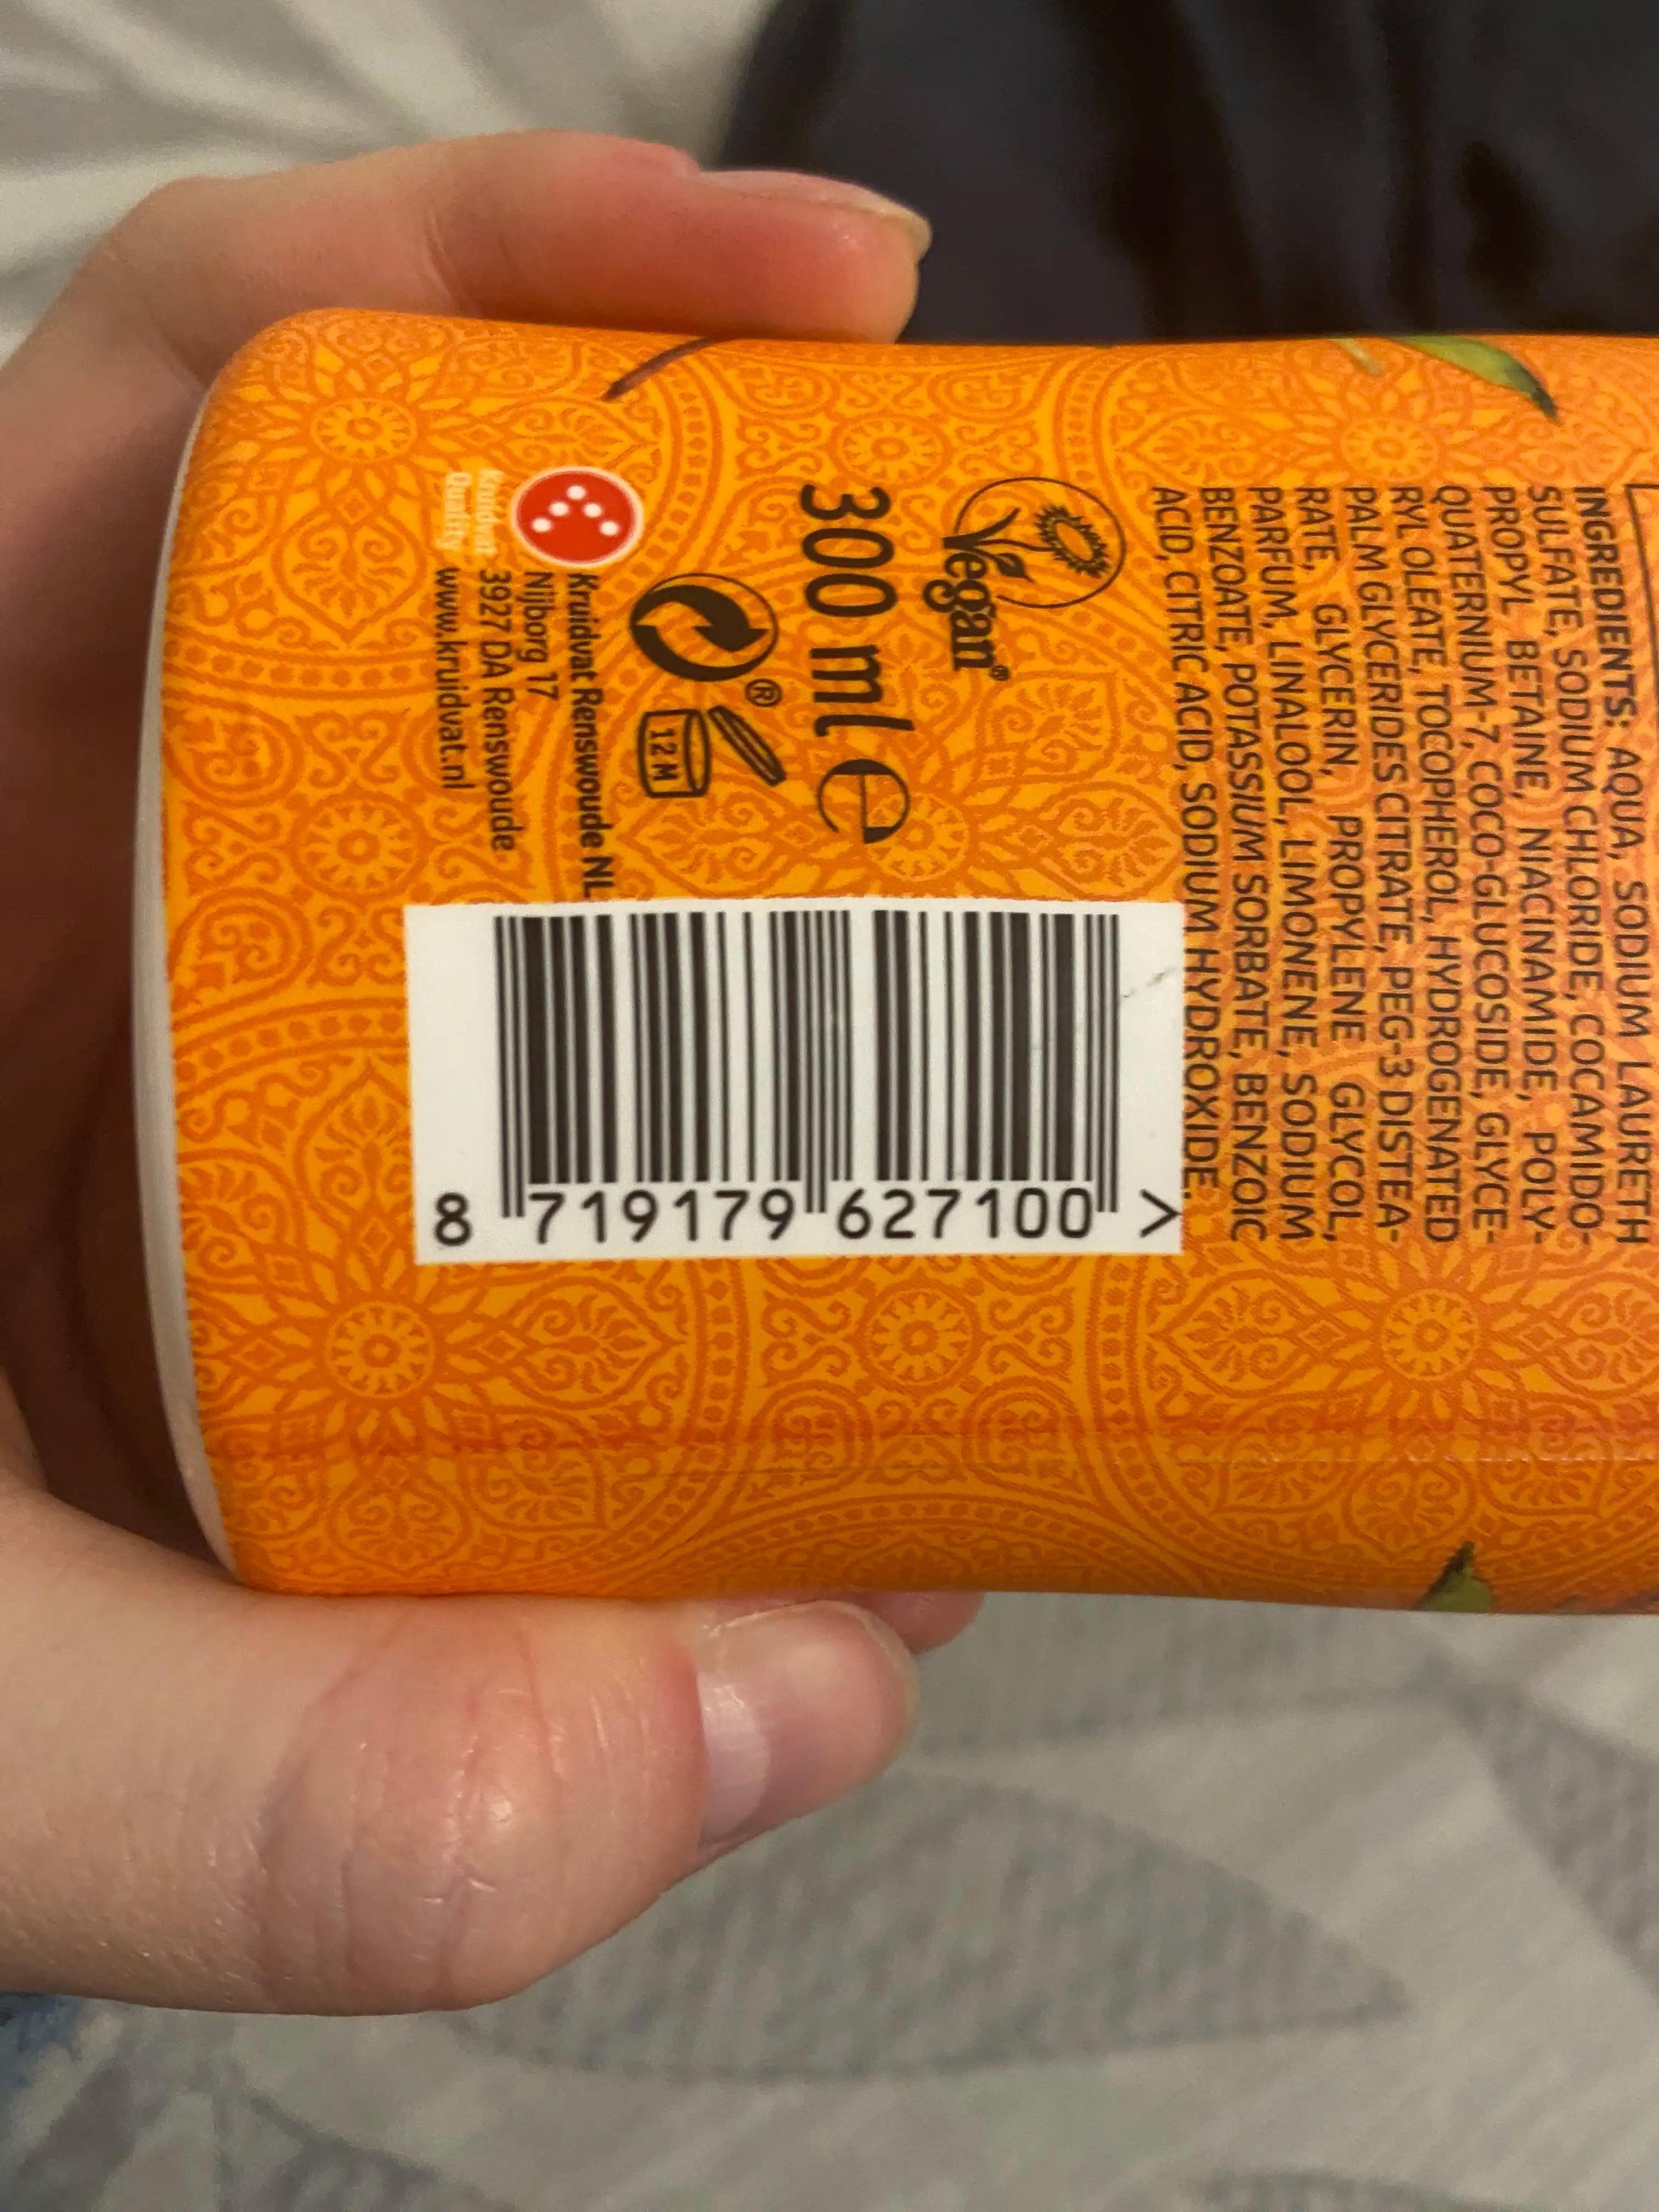 INGREDIENTS: AQUA, SODIUM LAURETH
SULFATE, SODIUM CHLORIDE, COCAMIDO-
PROPYL BETAINE, NIACINAMIDE, POLY-
QUATERNIUM-7, COCO-GLUCOSIDE, GLYCE-
RYL OLEATE, TOCOPHEROL, HYDROGENATED
PALM GLYCERIDES CITRATE, PEG-3 DISTEA-
RATE, GLYCERIN, PROPYLENE GLYCOL,
PARFUM, LINALOOL, LIMONENE, SODIUM
BENZOATE, POTASSIUM SORBATE, BENZOIC
ACID, CITRIC ACID, SODIUM HYDROXIDE.
Vegan®
300 ml e
®
12 M
Kruidvat Renswoude NL
Nijborg 17
3927 DA Renswoude
www.kruidvat.nl
Kruidvat
Quality
8 719179 627100 >